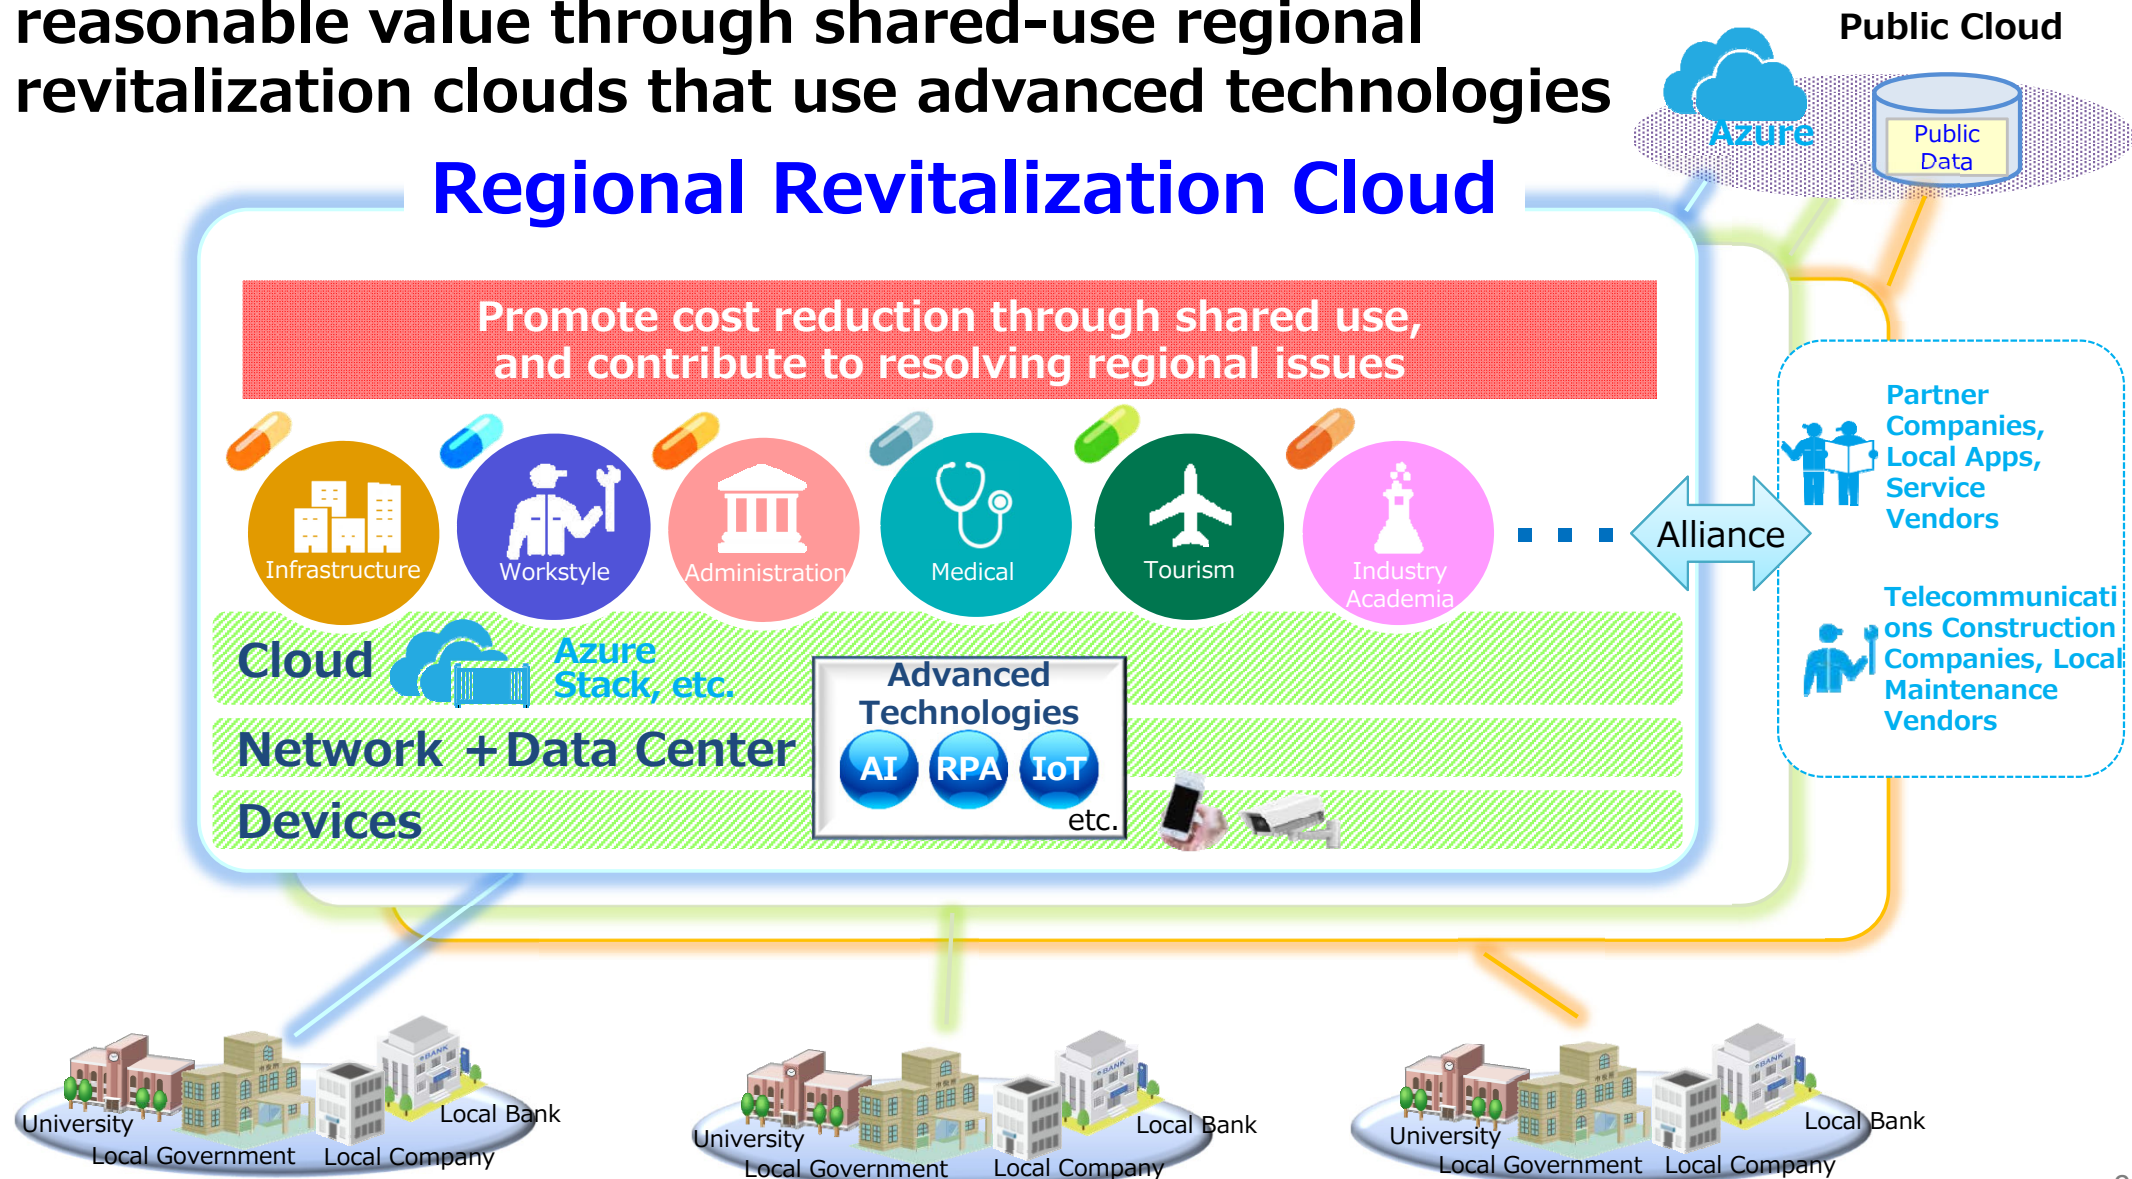 reasonable value through shared-use regional
revitalization clouds that use advanced technologies
Public Cloud
Azure
Public
Data
Regional Revitalization Cloud
Promote cost reduction through shared use,
and contribute to resolving regional issues
Infrastructure
Workstyle
Administration
Medical
Tourism
Industry
Academia
Alliance
Partner
Companies,
Local Apps,
Service
Vendors
Telecommunicati
ons Construction
Companies, Local
Maintenance
Vendors
Cloud
Azure
Stack, etc.
Network +Data Center
Devices
Advanced
Technologies
AI
RPA
IoT
etc.
BANK
University
Local Government
Local Company
Local Bank
BANK
University
Local Government
Local Company
Local Bank
BANK
University
Local Government
Local Company
Local Bank